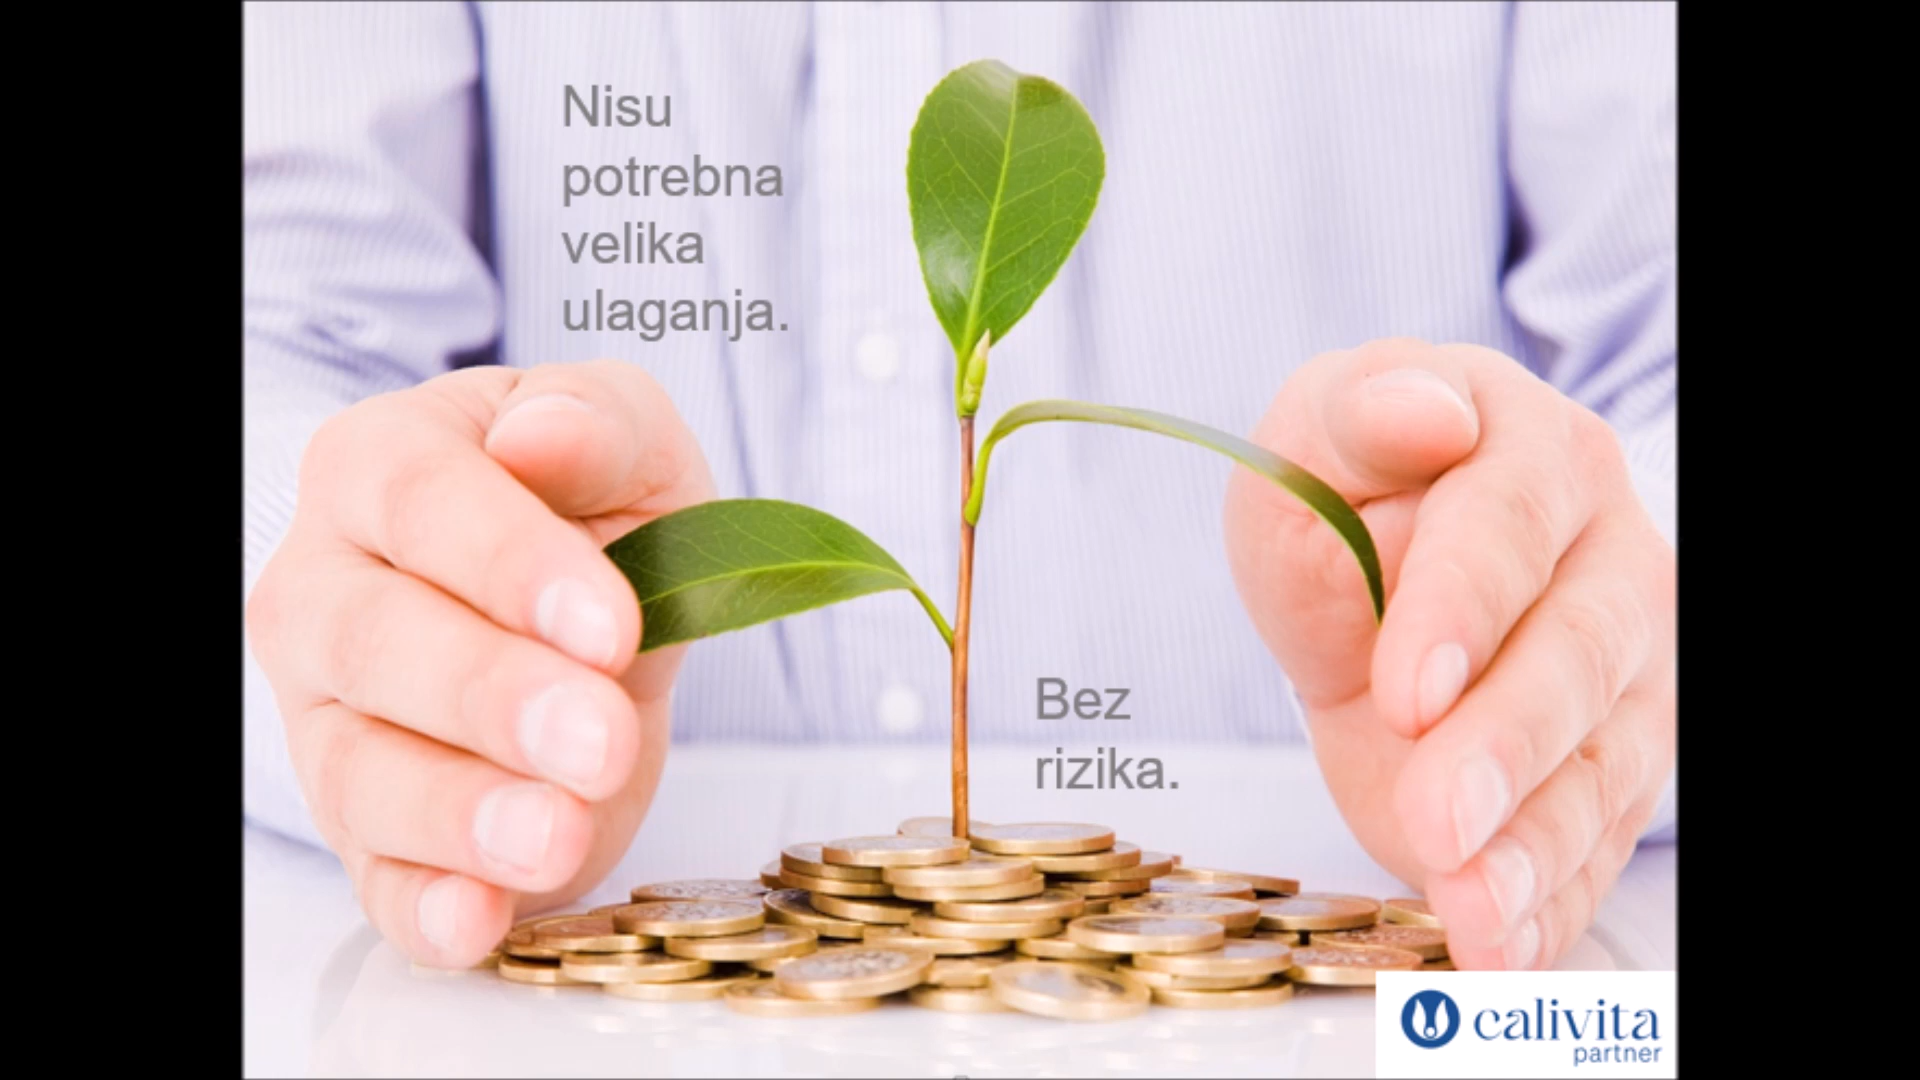 Nisu
potrebna
velika
ulaganja.
Bez
rizika.
calivita
partner